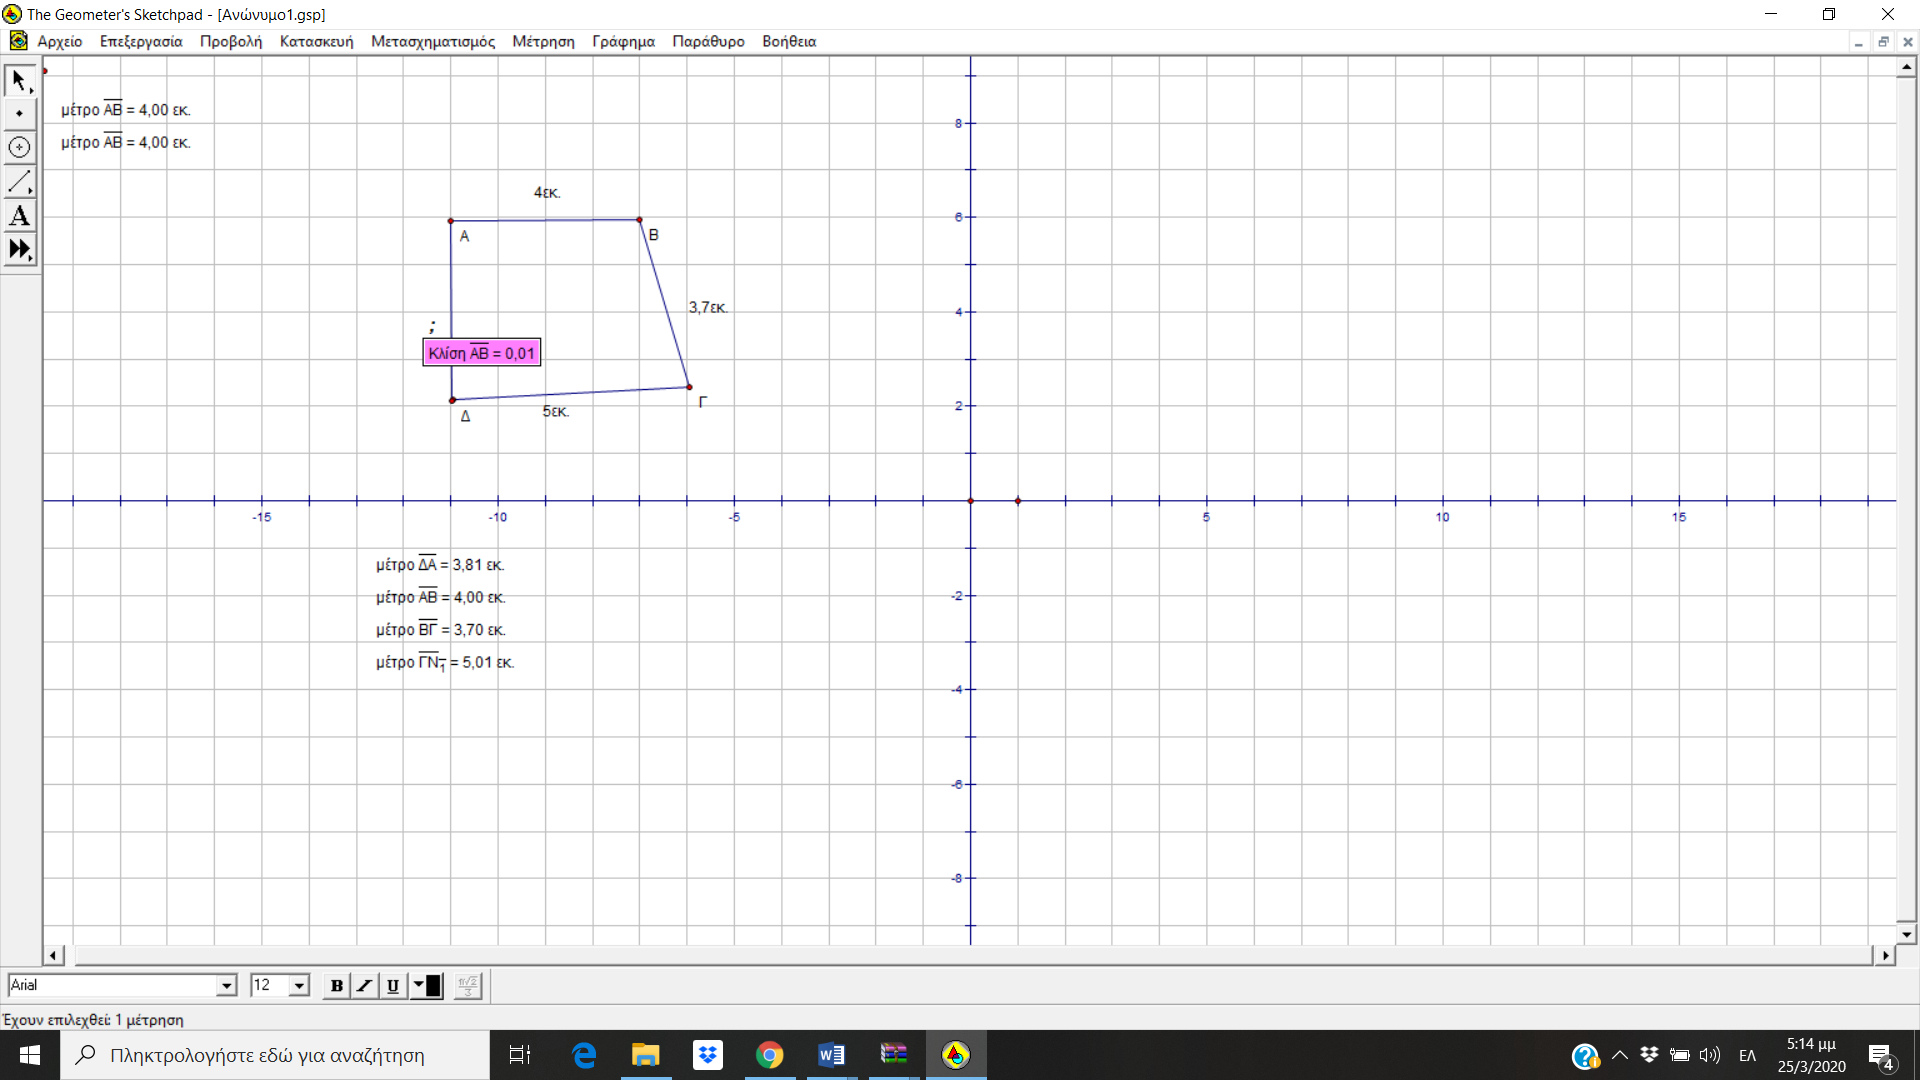 The Geometer's Sketchpad - [Ανώνυμο1.gsp]
Αρχείο Επεξεργασία Προβολή Κατασκευή Μετασχηματισμός Μέτρηση Γράφημα Παράθυρο Βοήθεια
μέτρο AB = 4,00 εκ.
μέτρο AB = 4,00 εκ.
4εκ.
A
B
3,7εκ.
;
Κλίση AB = 0,01
Δ
5εκ.
Γ
8
6
4
2
-15 -10 -5 5 10 15
-2
-4
-6
-8
μέτρο ΔA = 3,81 εκ.
μέτρο AB = 4,00 εκ.
μέτρο BΓ = 3,70 εκ.
μέτρο ΓN1 = 5,01 εκ.
A
Arial 12 B I U
Έχουν επιλεχθεί: 1 μέτρηση
Πληκτρολογήστε εδώ για αναζήτηση
ΕΛ
5:14 μμ
25/3/2020
4